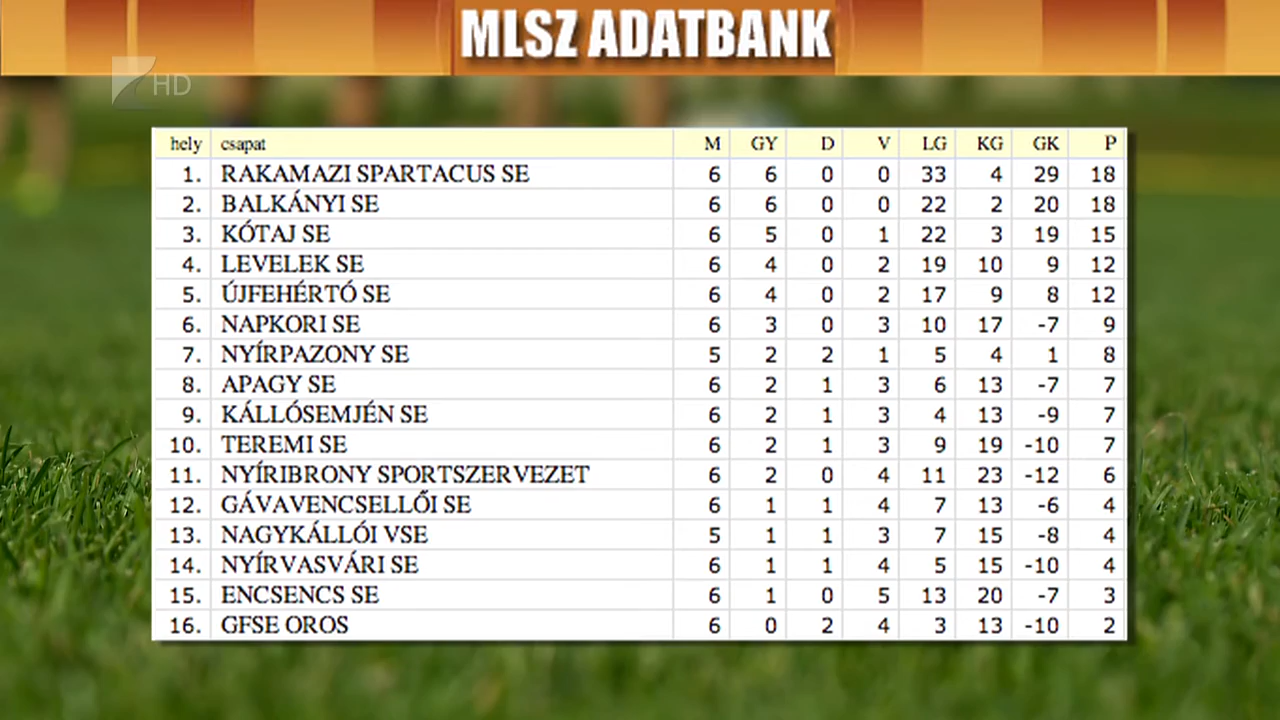 MLSZ ADATBANK
HD
hely csapat M GY D V LG KG GK P
1. RAKAMAZI SPARTACUS SE 6 6 0 0 33 4 29 18
2. BALKÁNYI SE 6 6 0 0 22 2 20 18
3. KÓTAJ SE 6 5 0 1 22 3 19 15
4. LEVELEK SE 6 4 0 2 19 10 9 12
5. ÚJFEHÉRTÓ SE 6 4 0 2 17 9 8 12
6. NAPKORI SE 6 3 0 3 10 17 -7 9
7. NYÍRPAZONY SE 5 2 2 1 5 4 1 8
8. APAGY SE 6 2 1 3 6 13 -7 7
9. KÁLLÓSEMJÉN SE 6 2 1 3 4 13 -9 7
10. TEREMI SE 6 2 1 3 9 19 -10 7
11. NYÍRIBRONY SPORTSZERVEZET 6 2 0 4 11 23 -12 6
12. GÁVAVENCSELLŐI SE 6 1 1 4 7 13 -6 4
13. NAGYKÁLLÓI VSE 5 1 1 3 7 15 -8 4
14. NYÍRVASVÁRI SE 6 1 1 4 5 15 -10 4
15. ENCSENCS SE 6 1 0 5 13 20 -7 3
16. GFSE OROS 6 0 2 4 3 13 -10 2